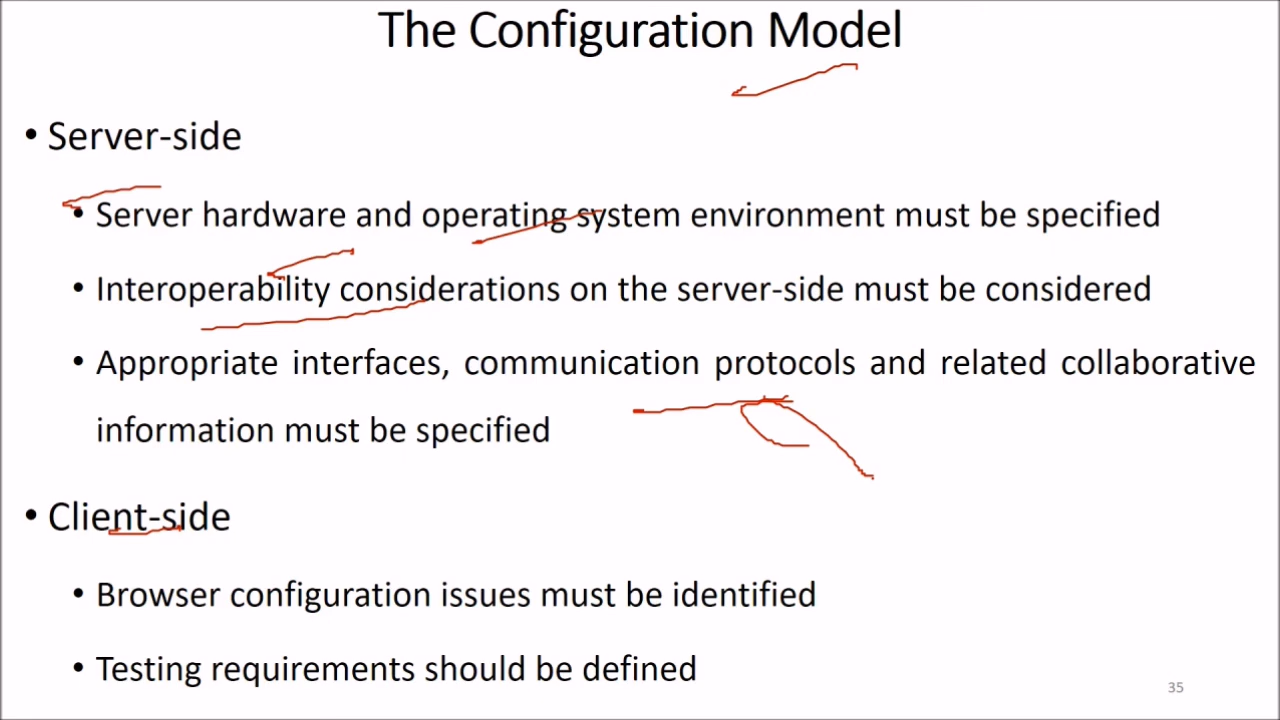 The Configuration Model
• Server-side
• Server hardware and operating system environment must be specified
• Interoperability considerations on the server-side must be considered
• Appropriate interfaces, communication protocols and related collaborative
information must be specified
• Client-side
• Browser configuration issues must be identified
• Testing requirements should be defined
35